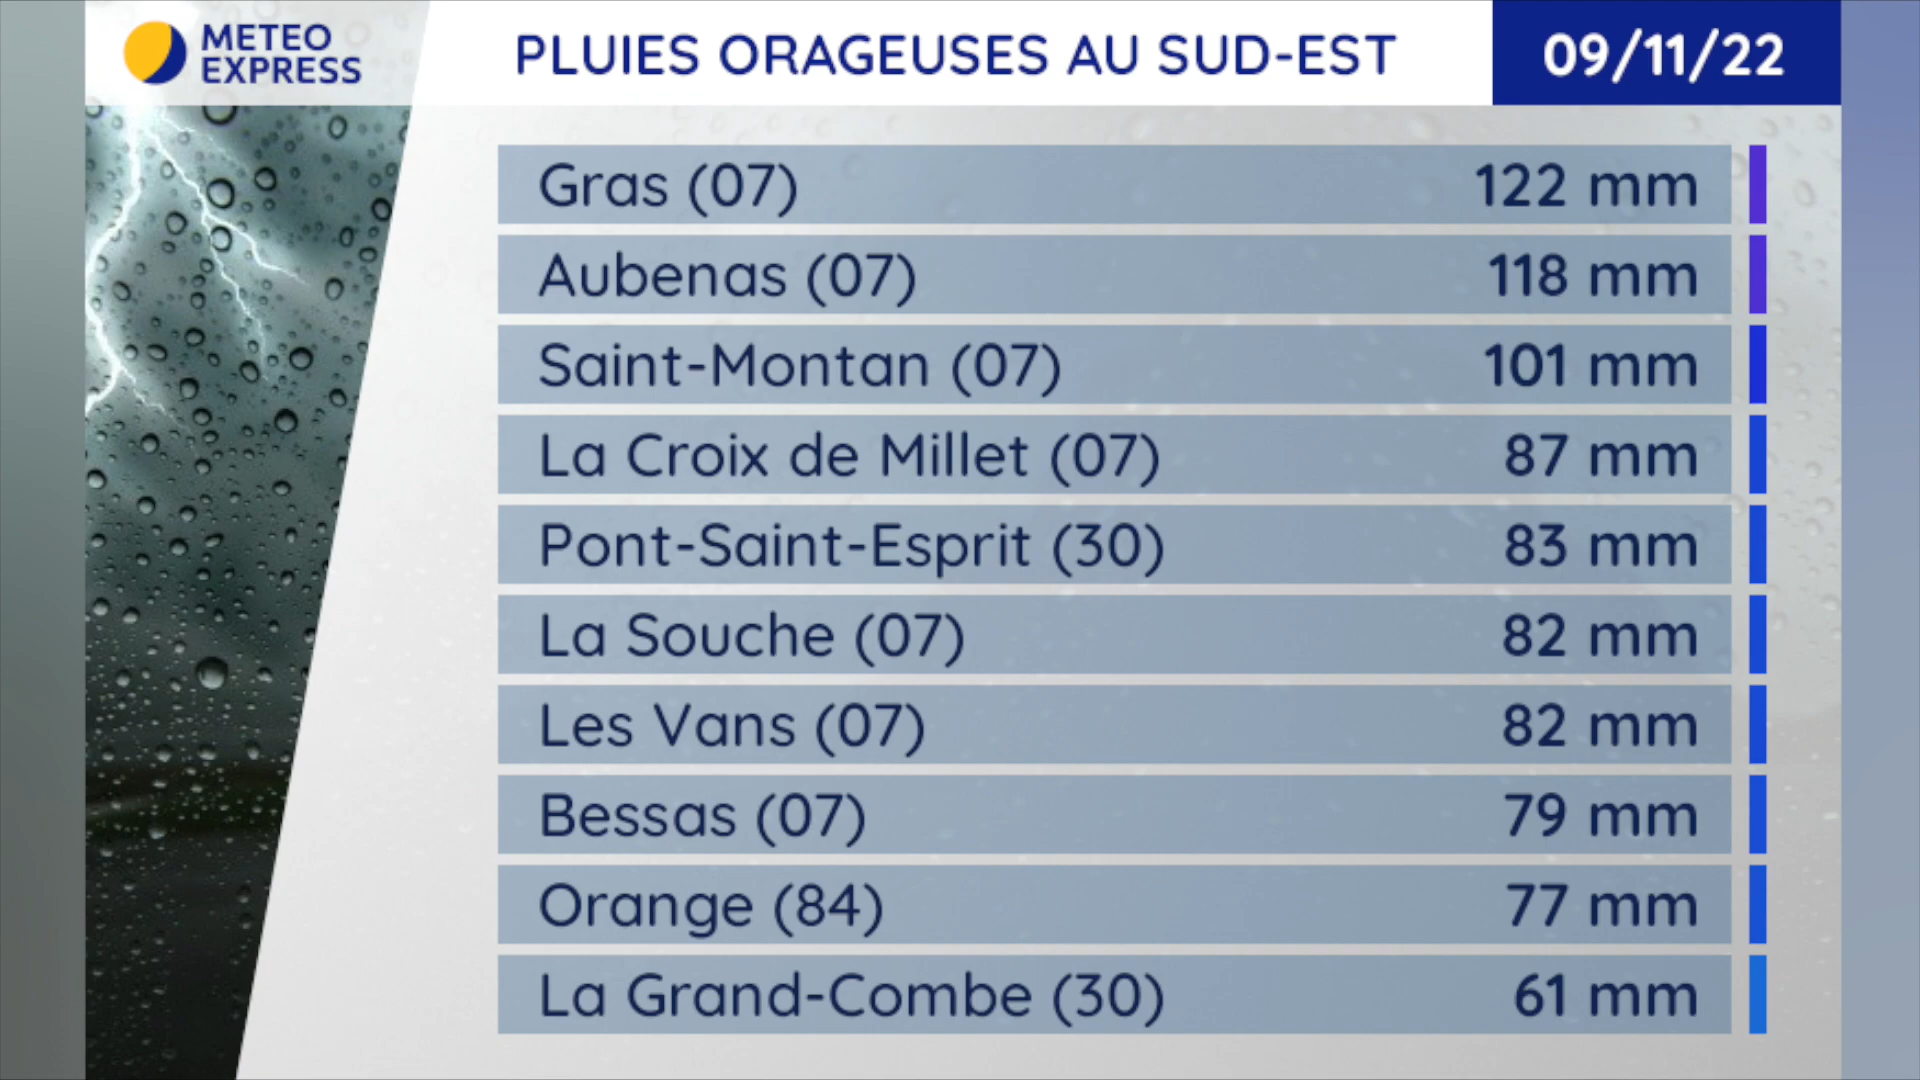 METEO
EXPRESS
PLUIES ORAGEUSES AU SUD-EST
09/11/22
Gras (07) 122 mm
Aubenas (07) 118 mm
Saint-Montan (07) 101 mm
La Croix de Millet (07) 87 mm
Pont-Saint-Esprit (30) 83 mm
La Souche (07) 82 mm
Les Vans (07) 82 mm
Bessas (07) 79 mm
Orange (84) 77 mm
La Grand-Combe (30) 61 mm